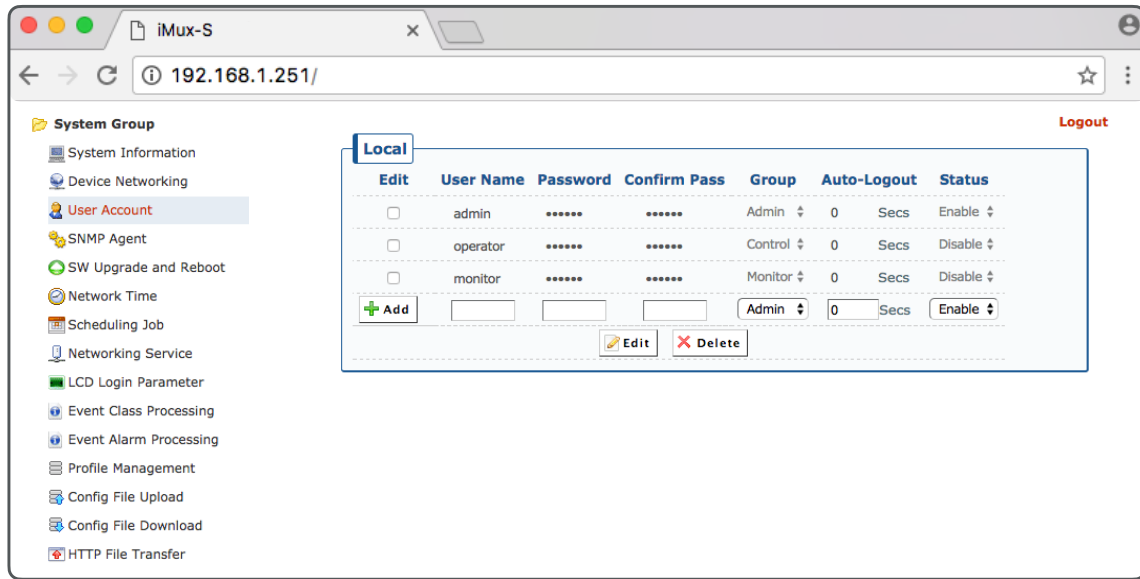 iMux-S
192.168.1.251/
System Group
System Information
Device Networking
User Account
SNMP Agent
SW Upgrade and Reboot
Network Time
Scheduling Job
Networking Service
LCD Login Parameter
Event Class Processing
Event Alarm Processing
Profile Management
Config File Upload
Config File Download
HTTP File Transfer
Logout
Local
Edit User Name Password Confirm Pass Group Auto-Logout Status
admin •••••• •••••• Admin 0 Secs Enable
operator •••••• •••••• Control 0 Secs Disable
monitor •••••• •••••• Monitor 0 Secs Disable
Add Admin 0 Secs Enable
Edit Delete